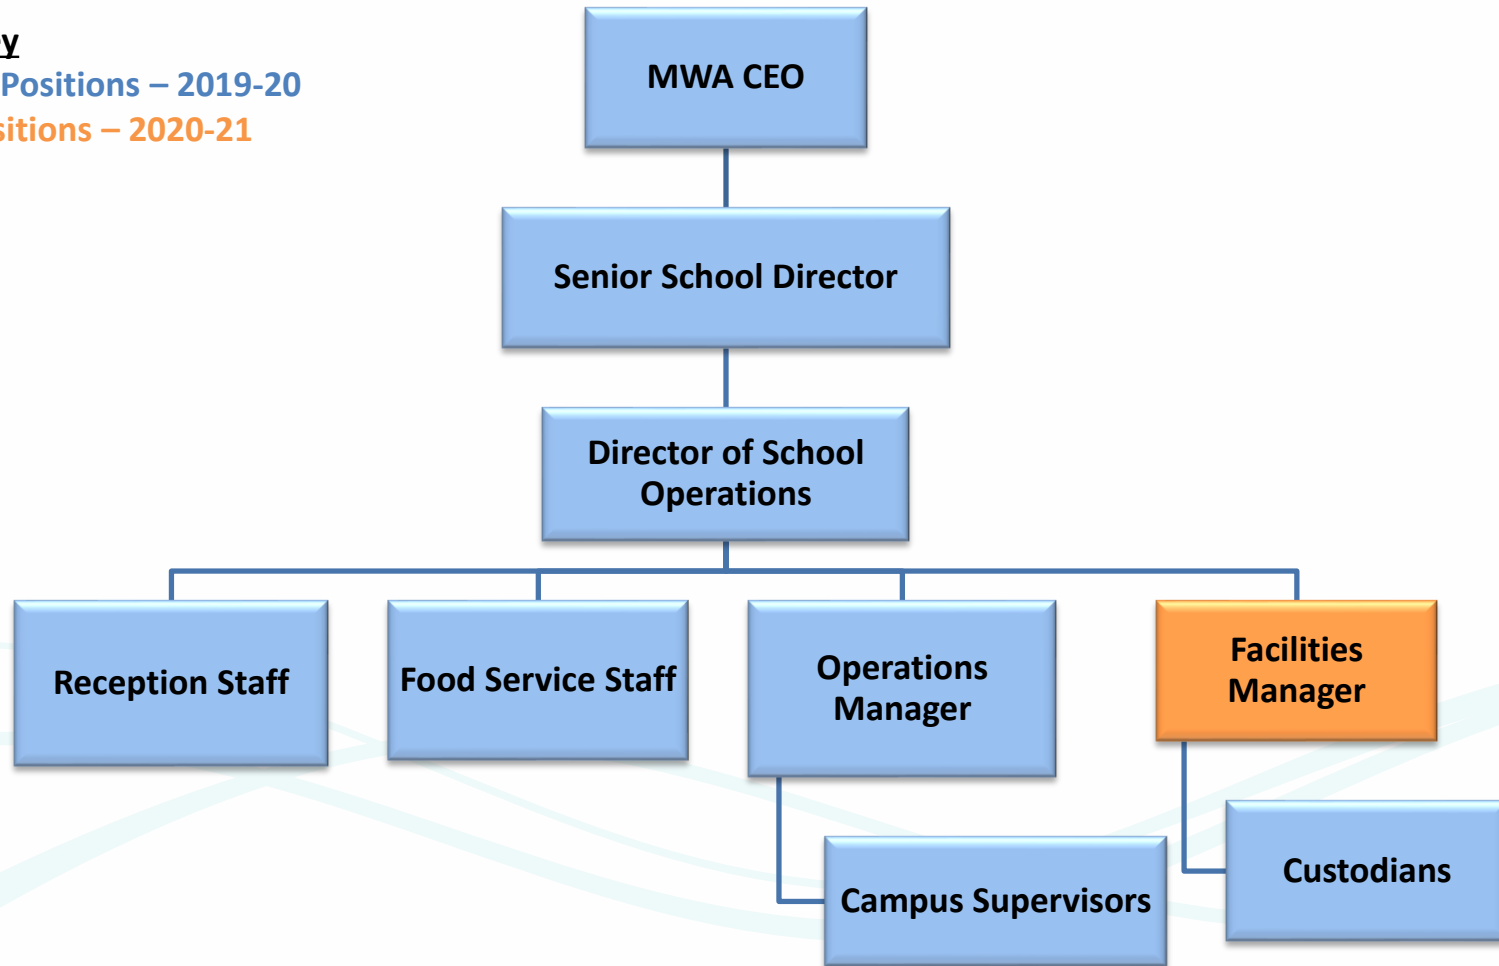 Positions – 2019-20
– 2020-21
MWA CEO
Senior School Director
Director of School
Operations
Reception Staff
Food Service Staff
Operations
Manager
Facilities
Manager
Campus Supervisors
Custodians